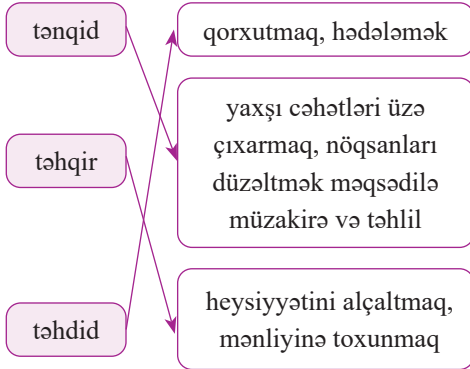 tənqid
qorxutmaq, hədələmək
yaxşı cəhətləri üzə
çıxarmaq, nöqsanları
düzəltmək məqsədilə
müzakirə və təhlil
təhqir
təhdid
heysiyyətini alçaltmaq,
mənliyinə toxunmaq